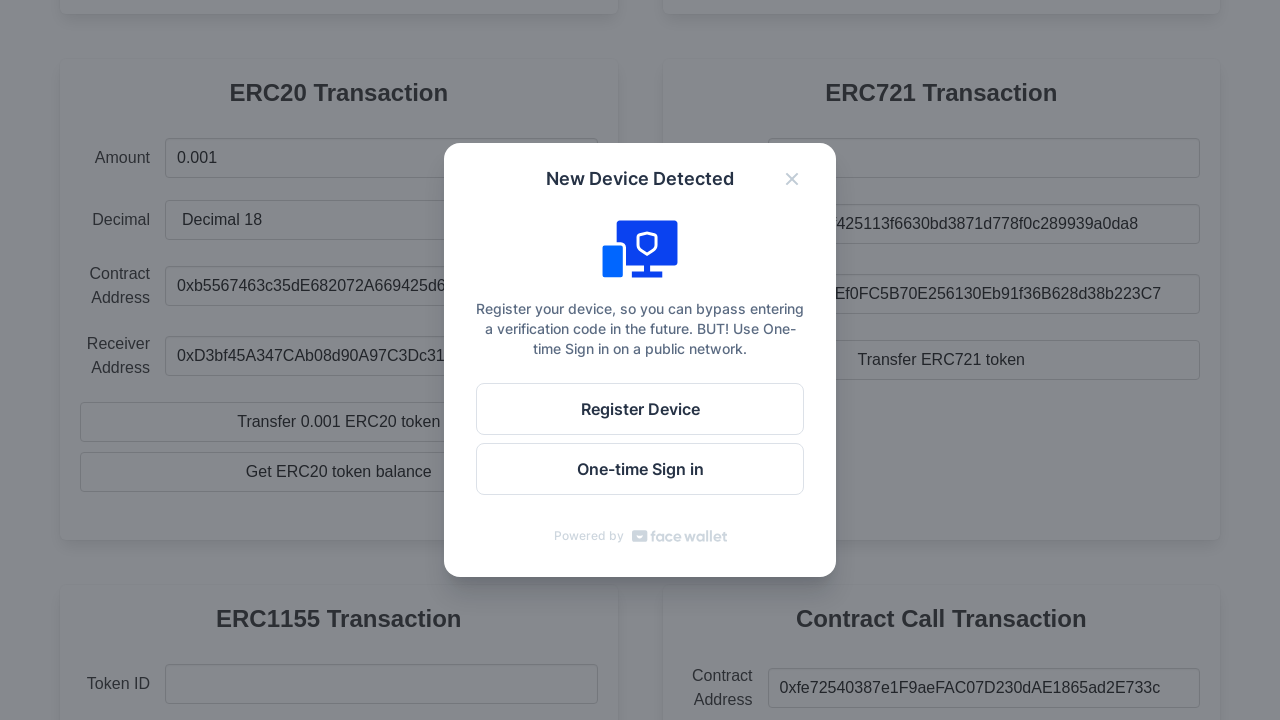 ERC20 Transaction
ERC721 Transaction
Amount
0.001
Decimal
Decimal 18
Contract
Address
0xb5567463c35dE682072A669425d6
Receiver
Address
0xD3bf45A347CAb08d90A97C3Dc31
Transfer 0.001 ERC20 token
Get ERC20 token balance
425113f6630bd3871d778f0c289939a0da8
Ef0FC5B70E256130Eb91f36B628d38b223C7
Transfer ERC721 token
New Device Detected
Register your device, so you can bypass entering
a verification code in the future. BUT! Use One-
time Sign in on a public network.
Register Device
One-time Sign in
Powered by face wallet
ERC1155 Transaction
Token ID
Contract Call Transaction
Contract
Address
0xfe72540387e1F9aeFAC07D230dAE1865ad2E733c